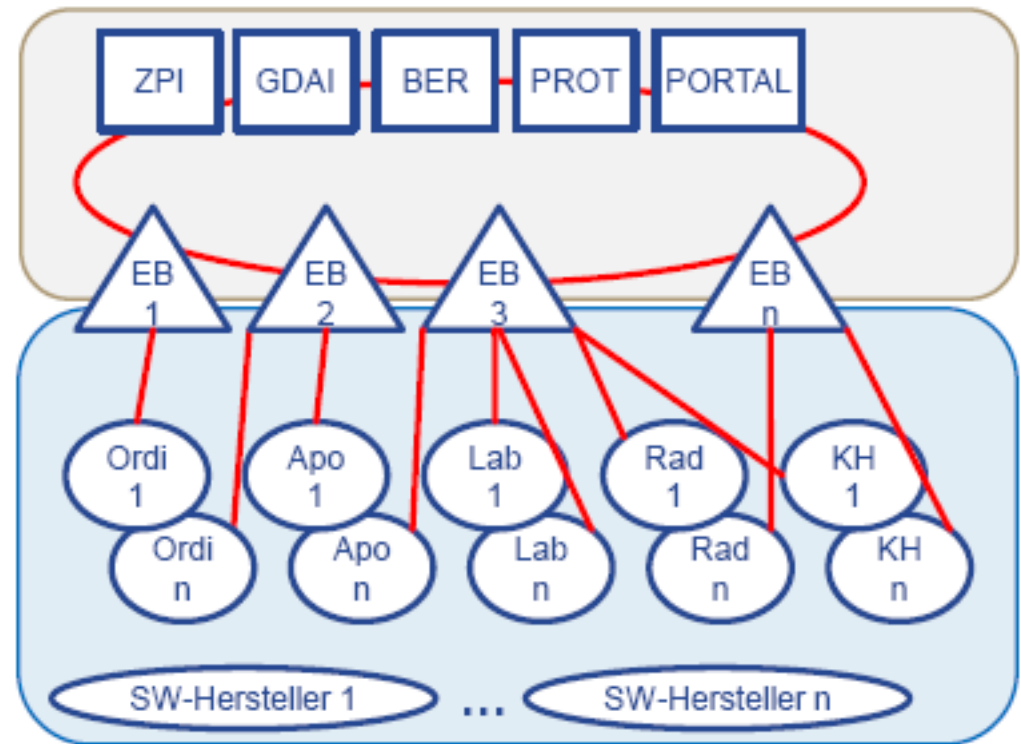 ZPI GDAI BER PROT PORTAL
EB EB EB EB
1 2 3 n
Ordi Apo Lab Rad KH
1 1 1 1 1
Ordi Apo Lab Rad KH
n n n n n
SW-Hersteller 1 ... SW-Hersteller n